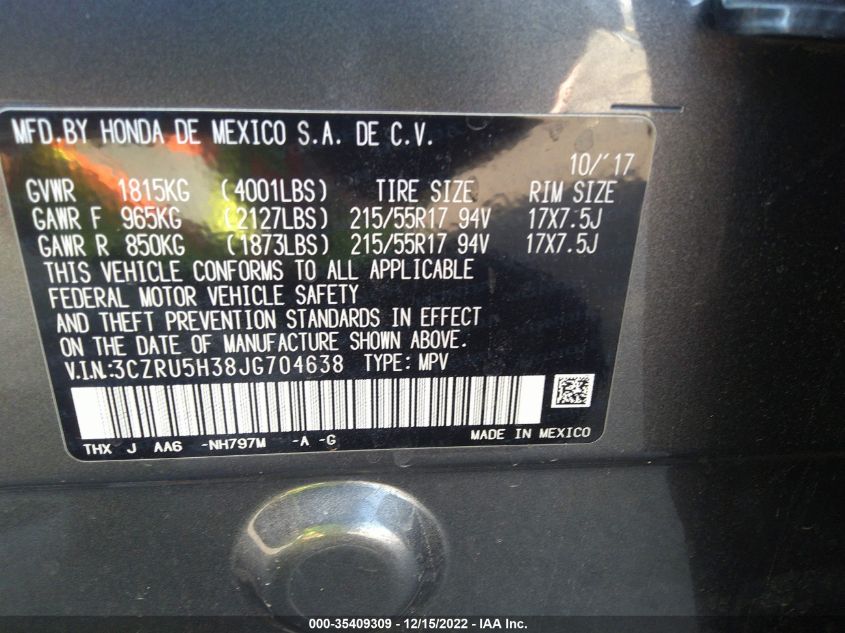 MFD.BY HONDA DE MEXICO S.A. DE C.V.
10/'17
GVWR 1815KG (4001LBS) TIRE SIZE RIM SIZE
GAWR F 965KG (2127LBS) 215/55R17 94V 17X7.5J
GAWR R 850KG (1873LBS) 215/55R17 94V 17X7.5J
THIS VEHICLE CONFORMS TO ALL APPLICABLE
FEDERAL MOTOR VEHICLE SAFETY
AND THEFT PREVENTION STANDARDS IN EFFECT
ON THE DATE OF MANUFACTURE SHOWN ABOVE.
V.I.N.:3CZRU5H38JG704638 TYPE: MPV
THX J AA6 -NH797M -A -G MADE IN MEXICO
000-35409309 - 12/15/2022 - IAA Inc.